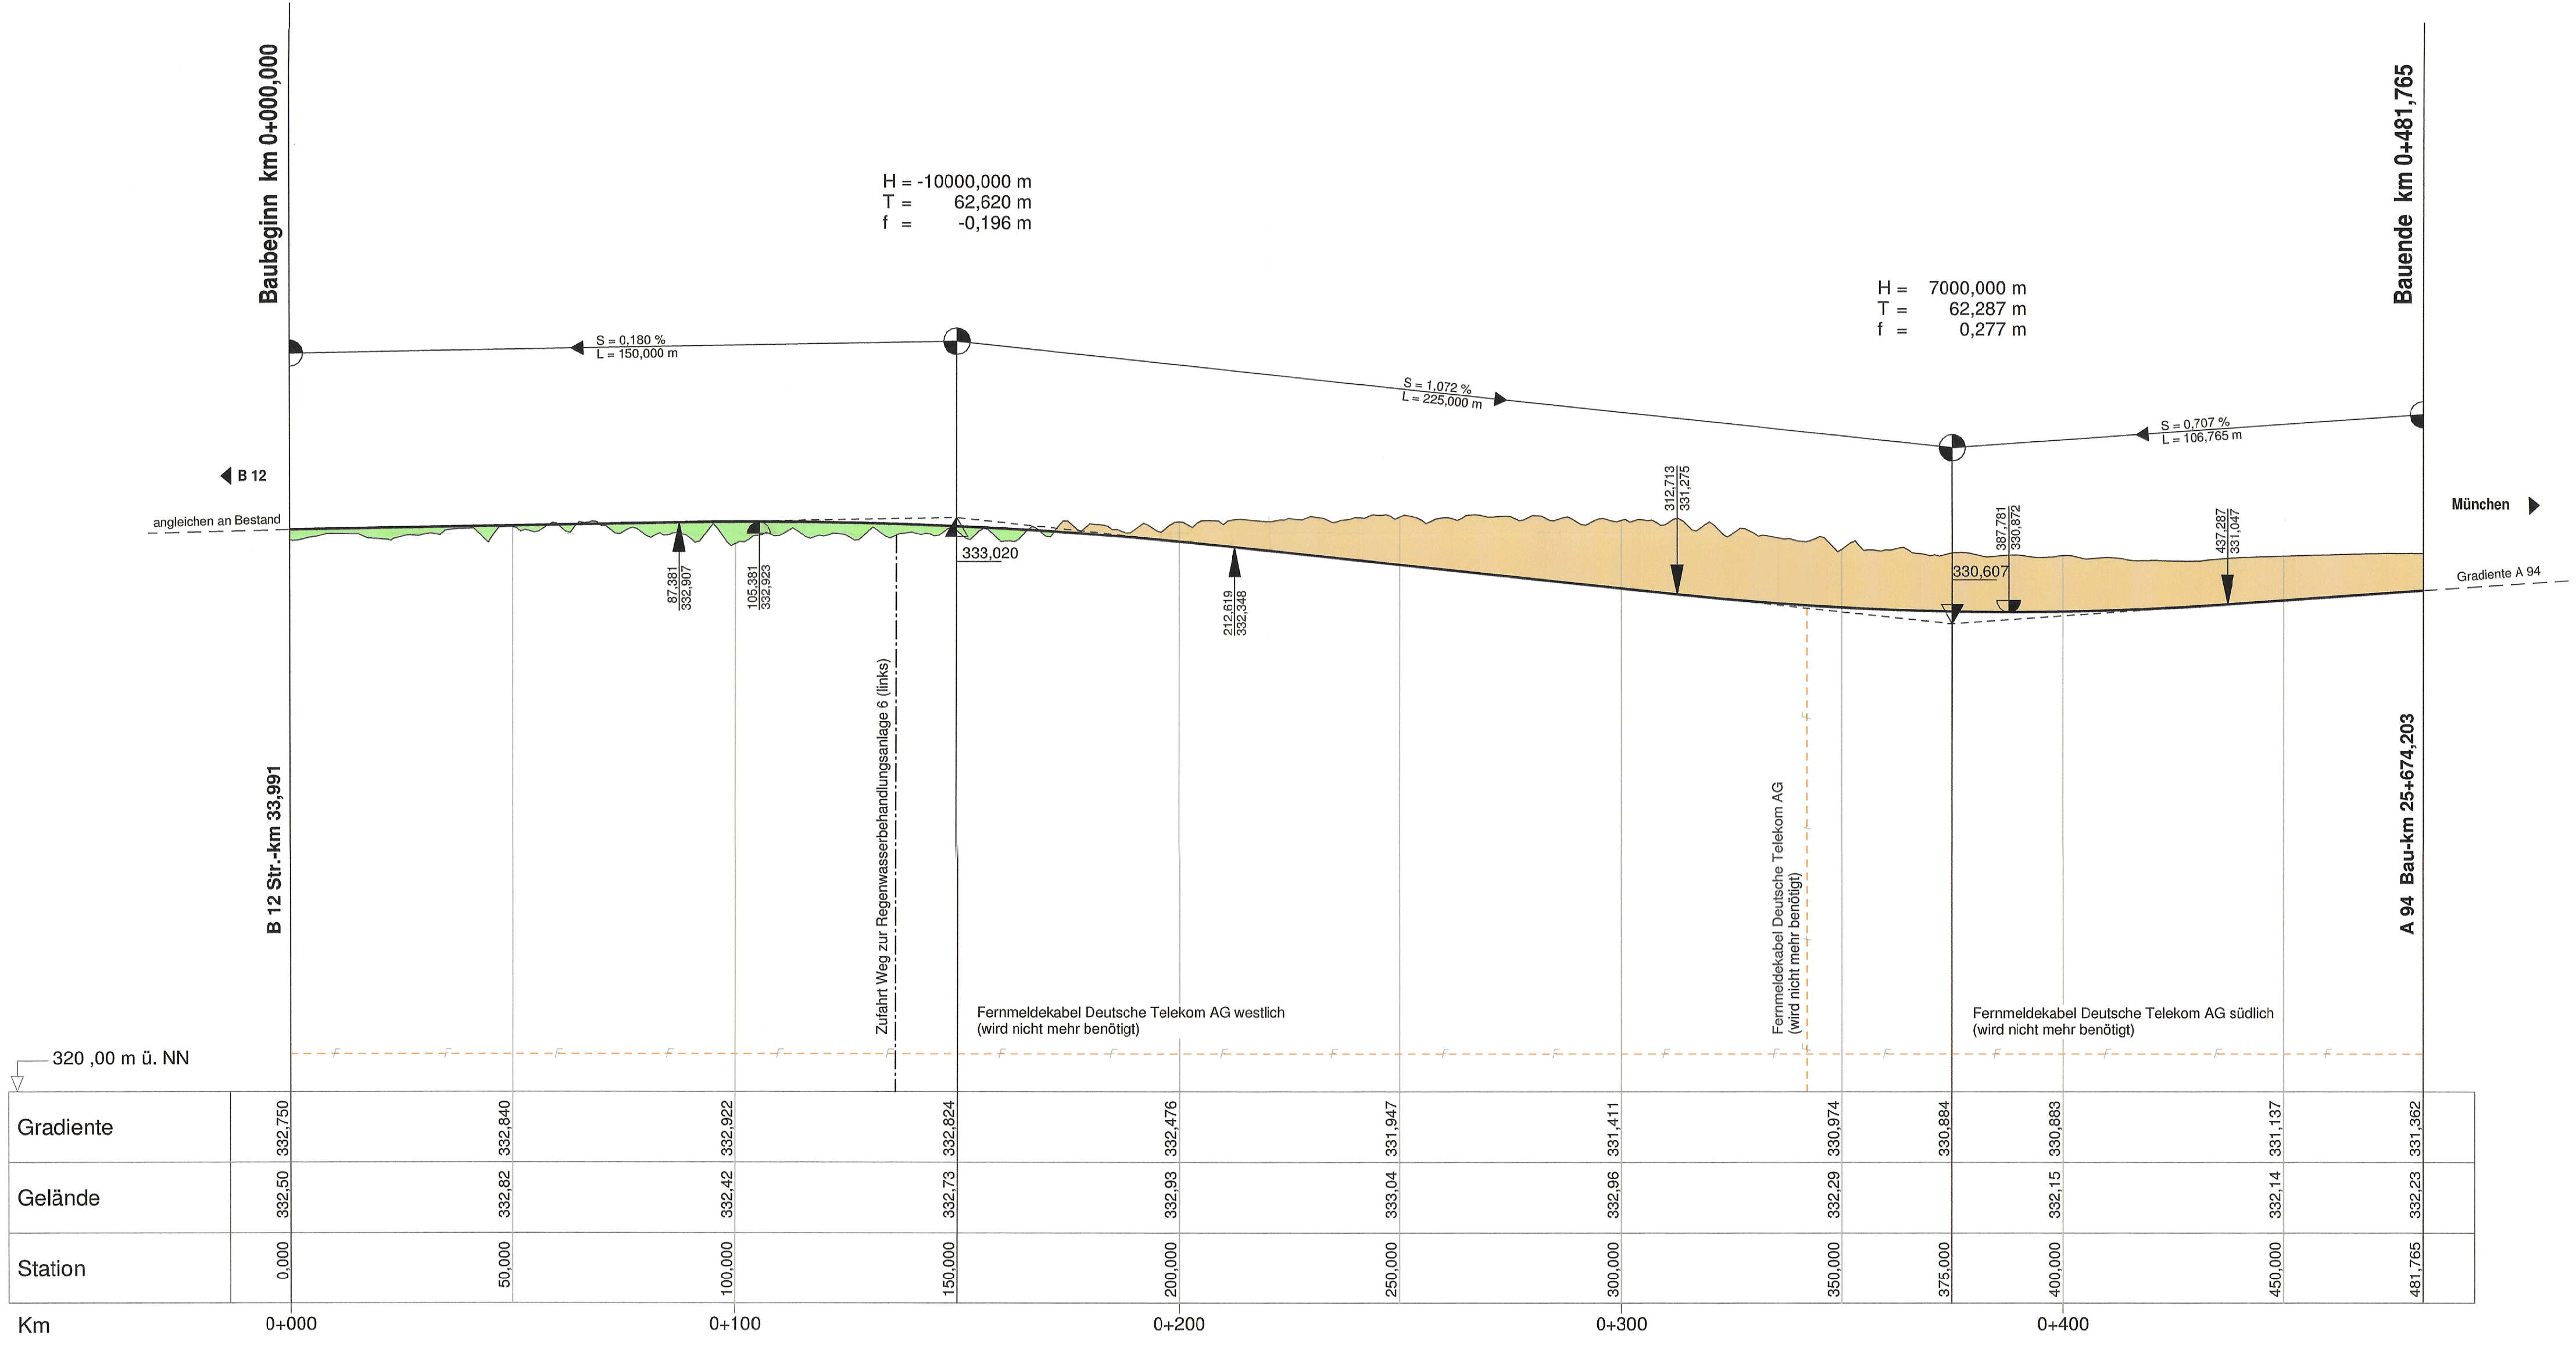 Baubeginn km 0+000,000
Bauende km 0+481,765
H = -10000,000 m
T = 62,620 m
f = -0,196 m
H = 7000,000 m
T = 62,287 m
f = 0,277 m
S = 0,180 %
L = 150,000 m
S = 1,072 %
L = 225,000 m
S = 0,707 %
L = 106,765 m
B 12
München
angleichen an Bestand
Gradiente A 94
87,381
332,907
105,381
332,923
333,020
212,619
332,348
312,713
331,275
330,607
387,781
330,872
437,287
331,047
B 12 Str.-km 33,991
Zufahrt Weg zur Regenwasserbehandlungsanlage 6 (links)
Fernmeldekabel Deutsche Telekom AG
(wird nicht mehr benötigt)
A 94 Bau-km 25+674,203
Fernmeldekabel Deutsche Telekom AG westlich
(wird nicht mehr benötigt)
Fernmeldekabel Deutsche Telekom AG südlich
(wird nicht mehr benötigt)
F F F F F F F F F F F F F F F F F F F
F F F F
320 ,00 m ü. NN
Gradiente 332,750 332,840 332,922 332,824 332,476 331,947 331,411 330,974 330,884 330,883 331,137 331,362
Gelände 332,50 332,82 332,42 332,73 332,93 333,04 332,96 332,29 332,15 332,14 332,23
Station 0,000 50,000 100,000 150,000 200,000 250,000 300,000 350,000 375,000 400,000 450,000 481,765
Km 0+000 0+100 0+200 0+300 0+400